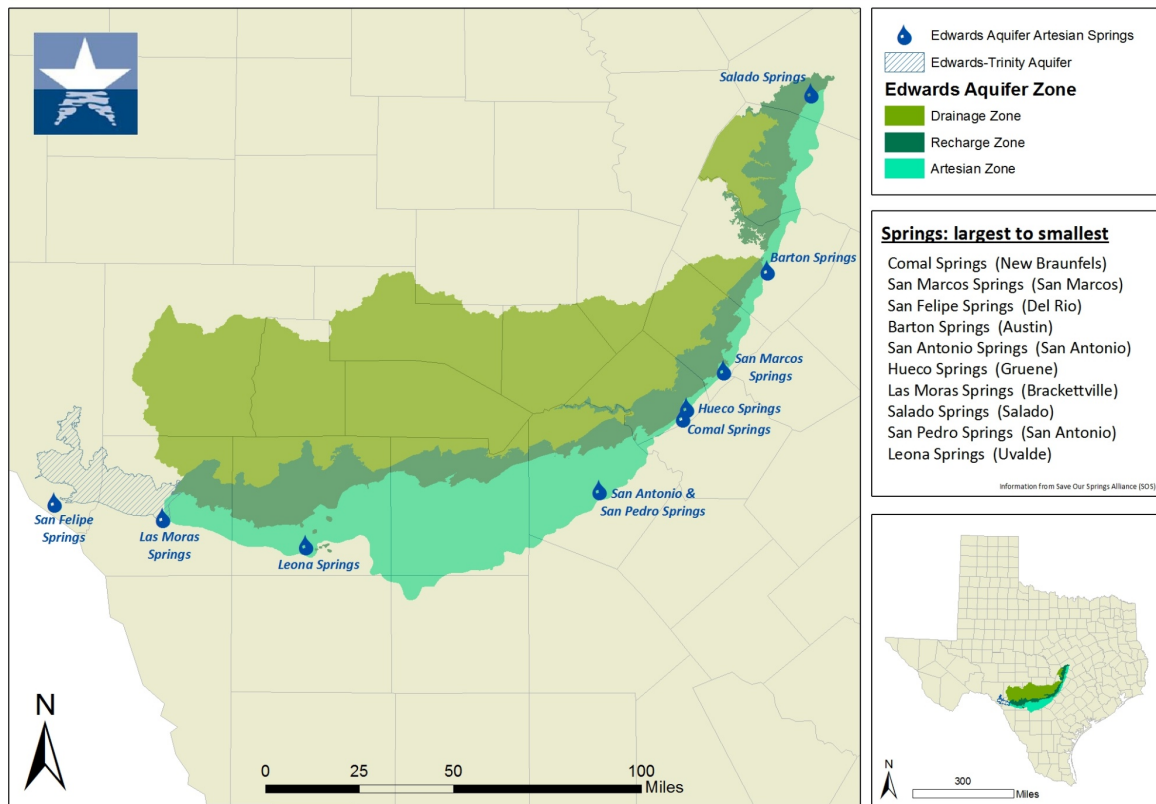 Salado Springs
Barton Springs
San Marcos
Springs
Hueco Springs
Comal Springs
San Antonio &
San Pedro Springs
San Felipe
Springs
Las Moras
Springs
Leona Springs
N
0 25 50 100
Miles
Edwards Aquifer Artesian Springs
Edwards-Trinity Aquifer
Edwards Aquifer Zone
Drainage Zone
Recharge Zone
Artesian Zone
Springs: largest to smallest
Comal Springs (New Braunfels)
San Marcos Springs (San Marcos)
San Felipe Springs (Del Rio)
Barton Springs (Austin)
San Antonio Springs (San Antonio)
Hueco Springs (Gruene)
Las Moras Springs (Brackettville)
Salado Springs (Salado)
San Pedro Springs (San Antonio)
Leona Springs (Uvalde)
Information from Save Our Springs Alliance (SOS)
N
300
Miles